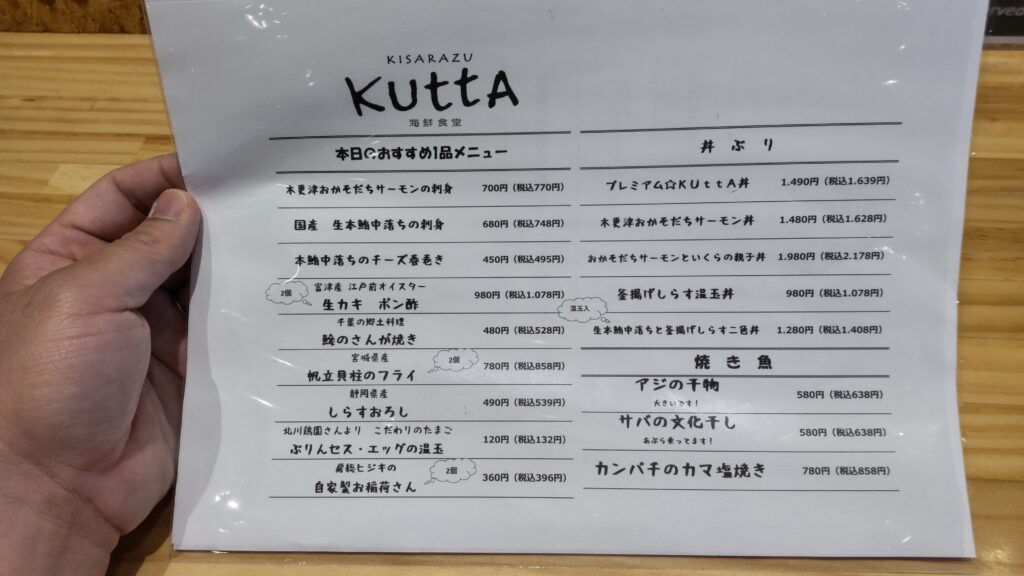 KISARAZU
KUttA
海鮮食堂
本日のおすすめ1品メニュー
木更津おかそだちサーモンの刺身 700円(税込770円)
国産 生本鮪中落ちの刺身 680円(税込748円)
本鮪中落ちのチーズ春巻き 450円(税込495円)
富津産 江戸前オイスター
2個
生カキ ポン酢 980円(税込1.078円)
千葉の郷土料理
鯵のさんが焼き 480円(税込528円)
宮城県産
2個
帆立貝柱のフライ 780円(税込858円)
静岡県産
しらすおろし 490円(税込539円)
北川鶏園さんより こだわりのたまご
ぷりんセス・エッグの温玉 120円(税込132円)
房総ヒジキの
2個
自家製お稲荷さん 360円(税込396円)
丼ぶり
プレミアム☆KUttA丼 1.490円(税込1.639円)
木更津おかそだちサーモン丼 1.480円(税込1.628円)
おかそだちサーモンといくらの親子丼 1.980円(税込2.178円)
釜揚げしらす温玉丼 980円(税込1.078円)
温玉入
生本鮪中落ちと釜揚げしらす二色丼 1.280円(税込1.408円)
焼き魚
アジの干物 580円(税込638円)
大きいです!
サバの文化干し 580円(税込638円)
あぶら乗ってます!
カンパチのカマ塩焼き 780円(税込858円)